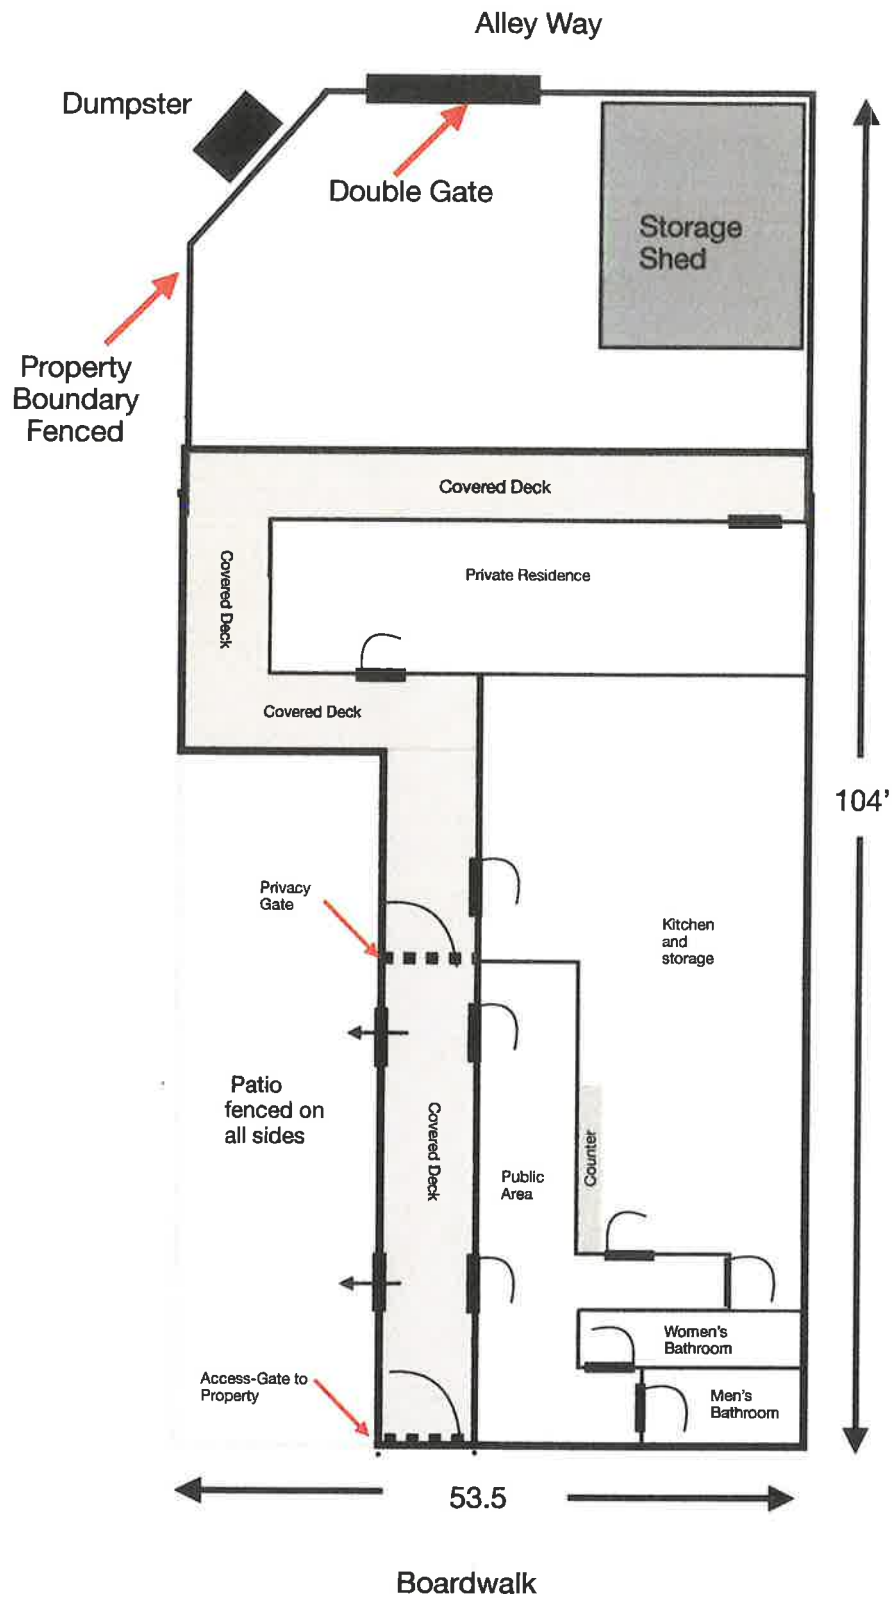 Alley Way
Dumpster
Double Gate
Storage
Shed
Property
Boundary
Fenced
Covered Deck
Private Residence
Covered Deck
Covered Deck
104'
Privacy
Gate
Kitchen
and
storage
Patio
fenced on
all sides
Covered Deck
Public
Area
Counter
Women's
Bathroom
Access-Gate to
Property
Men's
Bathroom
53.5
Boardwalk